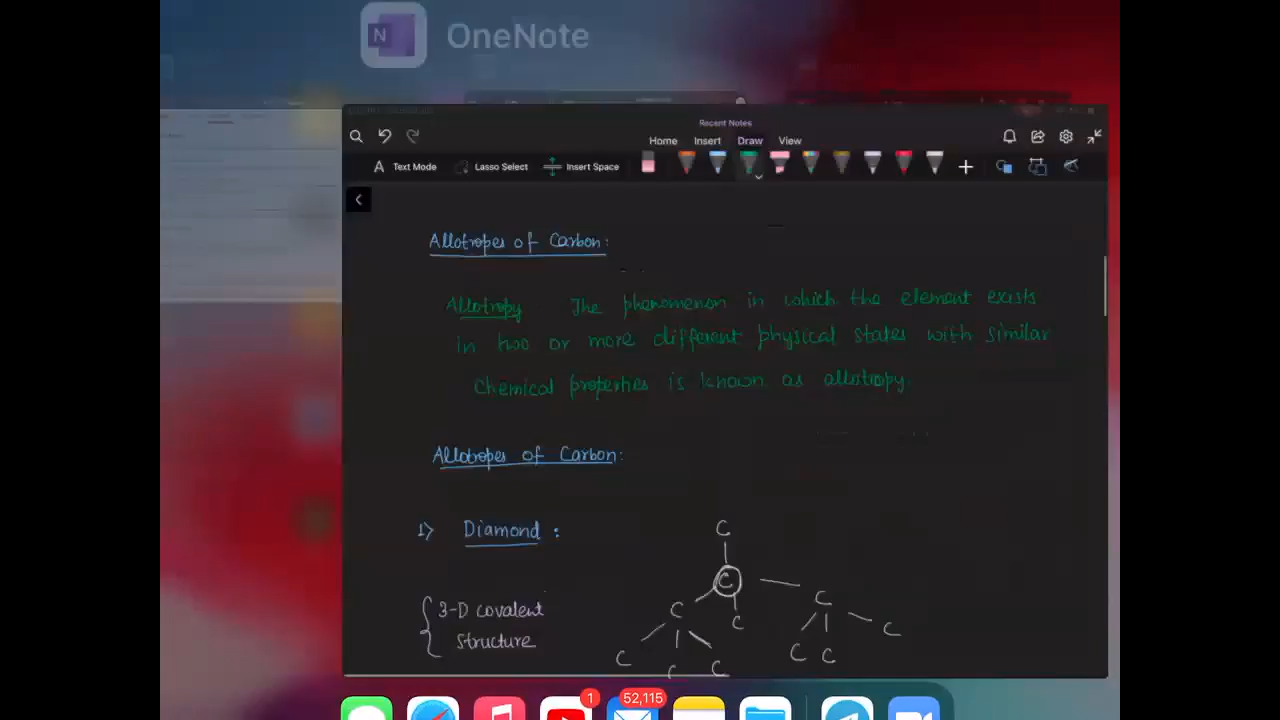 OneNote
Recent Notes
Home Insert Draw View
Text Mode Lasso Select Insert Space
Allotropes of Carbon:
Allotropy The phenomenon in which the element exists
in two or more different physical states with similar
Chemical properties is known as allotropy.
Allotropes of Carbon:
1) Diamond :
C
C
C
C
C
3-D covalent
Structure
C
C
C
C
C
C
1
52,115